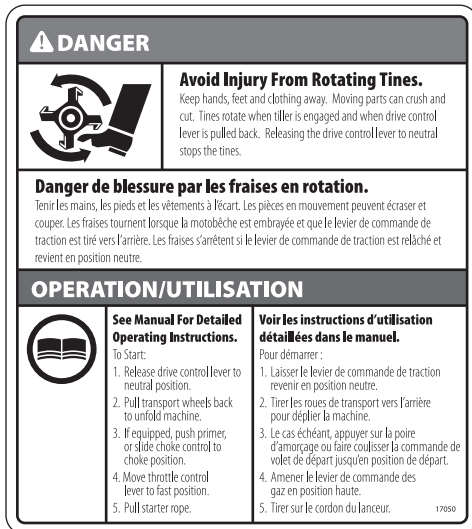 DANGER
Avoid Injury From Rotating Tines.
Keep hands, feet and clothing away. Moving parts can crush and
cut. Tines rotate when tiller is engaged and when drive control
lever is pulled back. Releasing the drive control lever to neutral
stops the tines.
Danger de blessure par les fraises en rotation.
Tenir les mains, les pieds et les vêtements à l'écart. Les pièces en mouvement peuvent écraser et
couper. Les fraises tournent lorsque la motobêche est embrayée et que le levier de commande de
traction est tiré vers l'arrière. Les fraises s'arrêtent si le levier de commande de traction est relâché et
revient en position neutre.
OPERATION/UTILISATION
See Manual For Detailed
Operating Instructions.
To Start:
1. Release drive control lever to
neutral position.
2. Pull transport wheels back
to unfold machine.
3. If equipped, push primer,
or slide choke control to
choke position.
4. Move throttle control
lever to fast position.
5. Pull starter rope.
Voir les instructions d'utilisation
détaillées dans le manuel.
Pour démarrer :
1. Laisser le levier de commande de traction
revenir en position neutre.
2. Tirer les roues de transport vers l'arrière
pour déplier la machine.
3. Le cas échéant, appuyer sur la poire
d'amorçage ou faire coulisser la commande de
volet de départ jusqu'en position de départ.
4. Amener le levier de commande des
gaz en position haute.
5. Tirer sur le cordon du lanceur.
17050